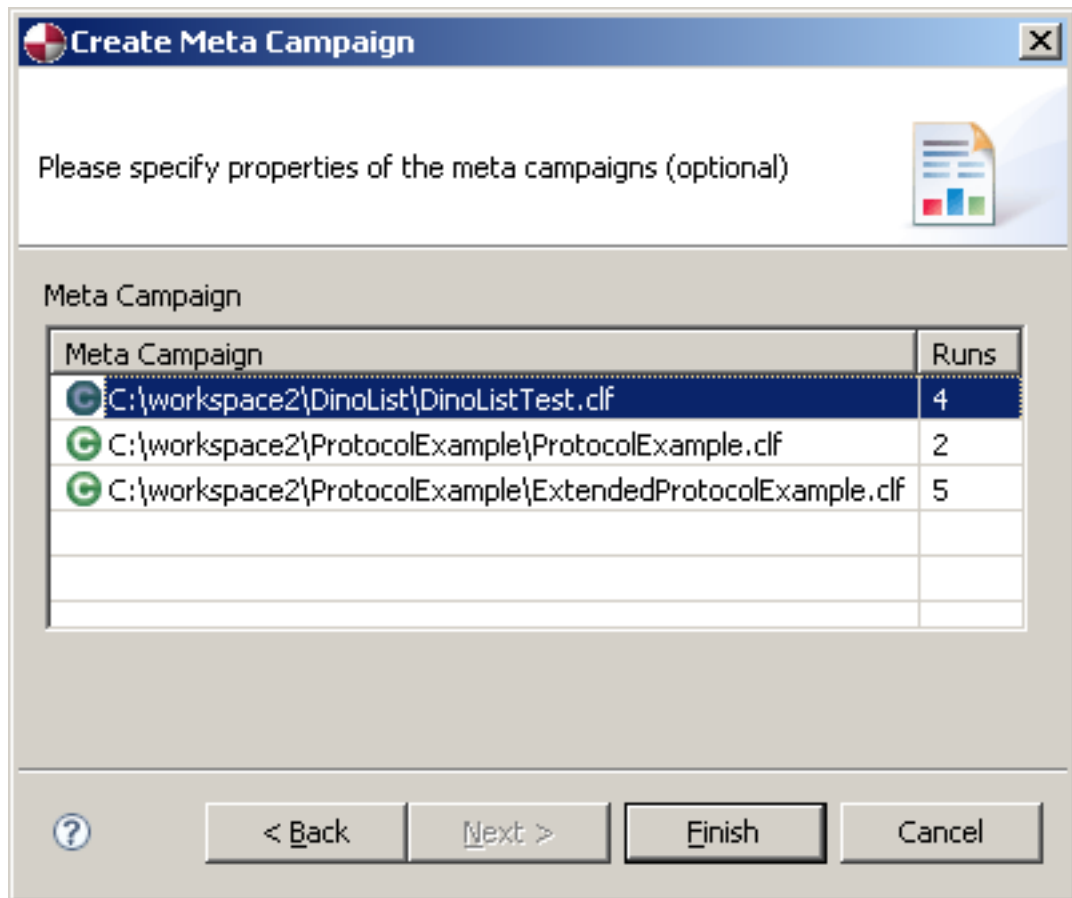 Create Meta Campaign
Please specify properties of the meta campaigns (optional)
Meta Campaign
Meta Campaign Runs
C:\workspace2\DinoList\DinoListTest.clf 4
C:\workspace2\ProtocolExample\ProtocolExample.clf 2
C:\workspace2\ProtocolExample\ExtendedProtocolExample.clf 5
< Back Next > Finish Cancel